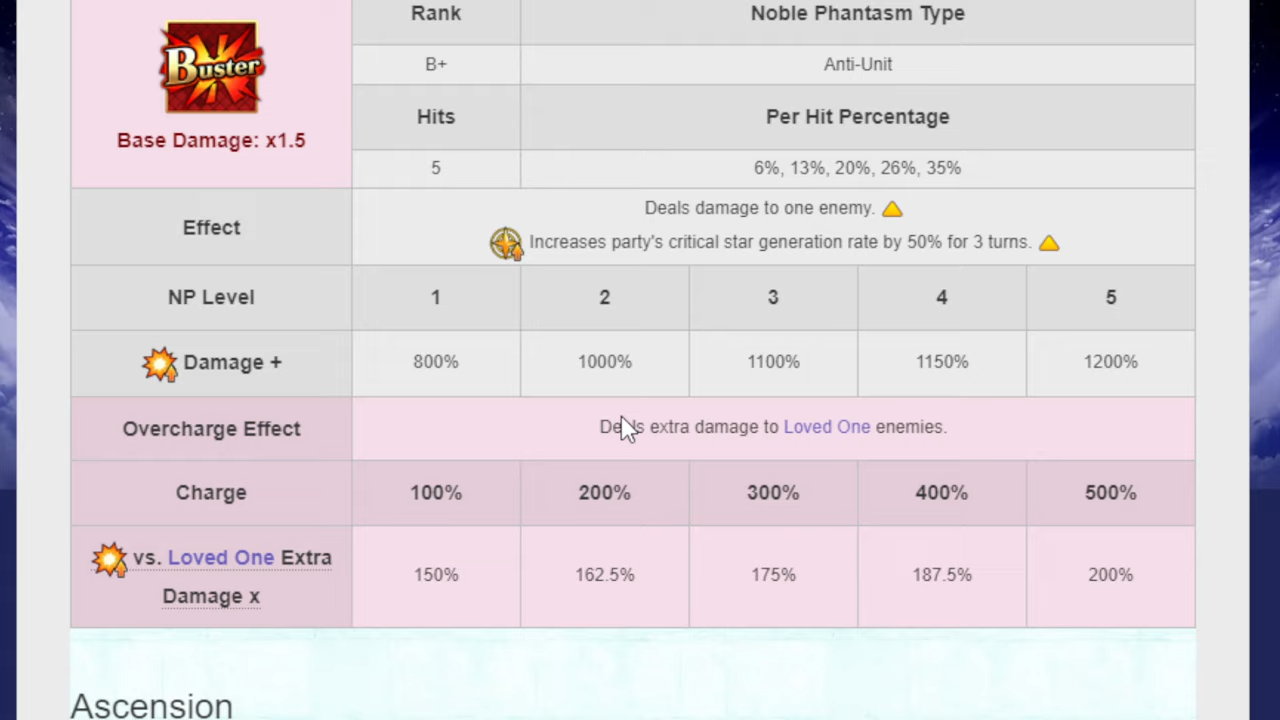 Rank Noble Phantasm Type
Buster
B+ Anti-Unit
Hits Per Hit Percentage
Base Damage: x1.5
5 6%, 13%, 20%, 26%, 35%
Effect
Deals damage to one enemy.
Increases party's critical star generation rate by 50% for 3 turns.
NP Level 1 2 3 4 5
Damage + 800% 1000% 1100% 1150% 1200%
Overcharge Effect Deals extra damage to Loved One enemies.
Charge 100% 200% 300% 400% 500%
vs. Loved One Extra
Damage x 150% 162.5% 175% 187.5% 200%
Ascension